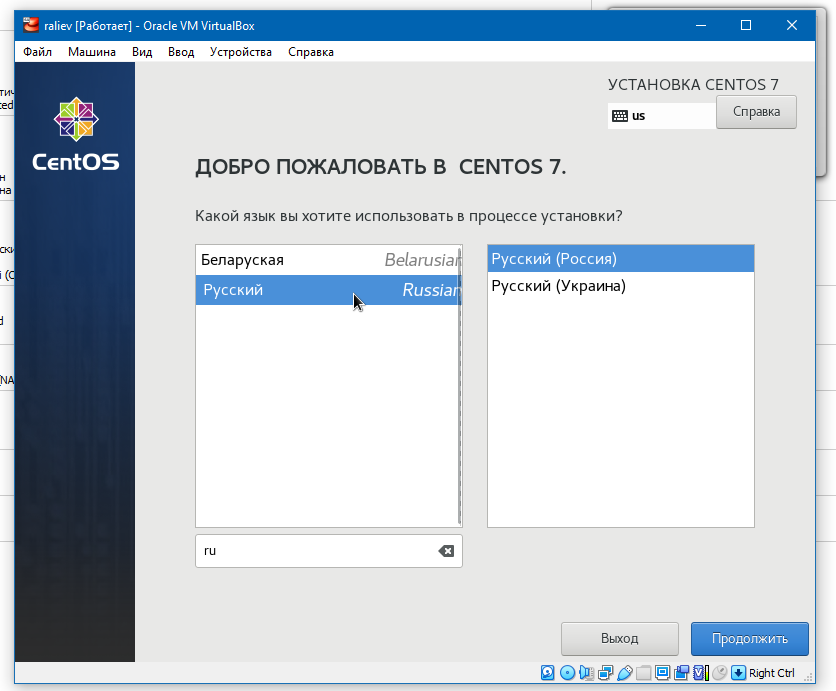 raliev [Работает] - Oracle VM VirtualBox
Файл Машина Вид Ввод Устройства Справка
CentOS
УСТАНОВКА CENTOS 7
us
Справка
ДОБРО ПОЖАЛОВАТЬ В CENTOS 7.
Какой язык вы хотите использовать в процессе установки?
Беларуская Belarusian
Русский Russian
Русский (Россия)
Русский (Украина)
ru
Выход
Продолжить
Right Ctrl